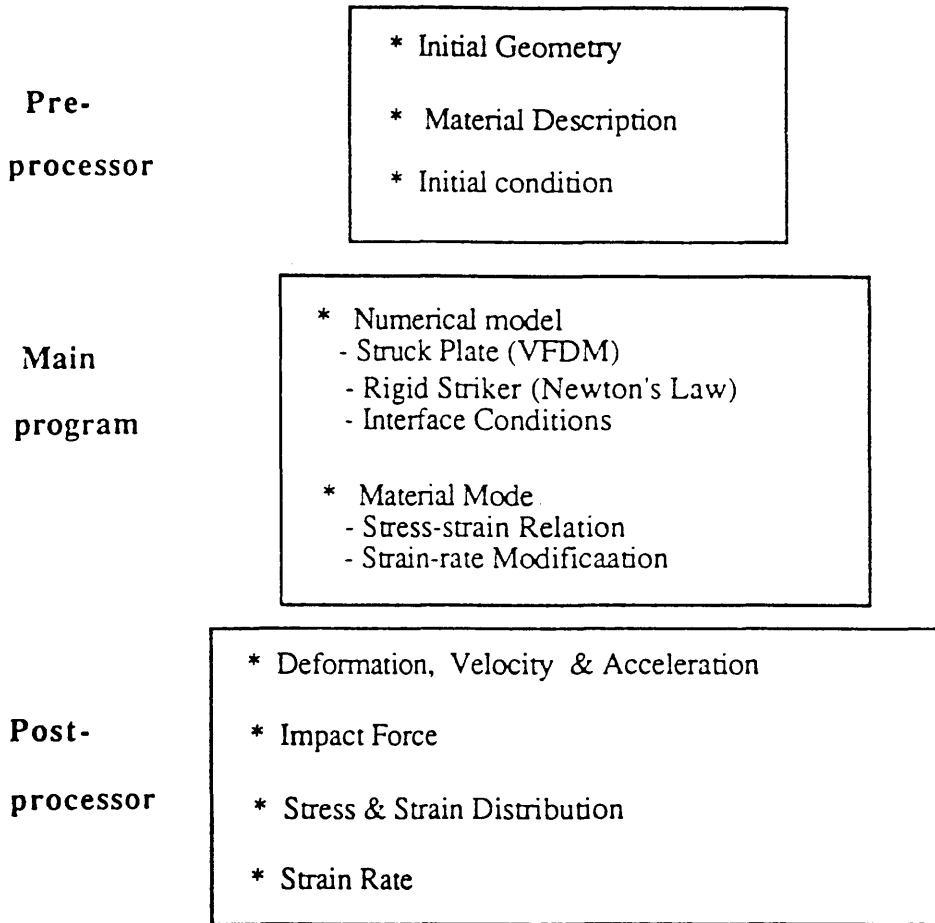 Pre-
processor
* Initial Geometry
* Material Description
* Initial condition
Main
program
* Numerical model
- Struck Plate (VFDM)
- Rigid Striker (Newton's Law)
- Interface Conditions
* Material Mode
- Stress-strain Relation
- Strain-rate Modificaation
Post-
processor
* Deformation, Velocity & Acceleration
* Impact Force
* Stress & Strain Distribution
* Strain Rate